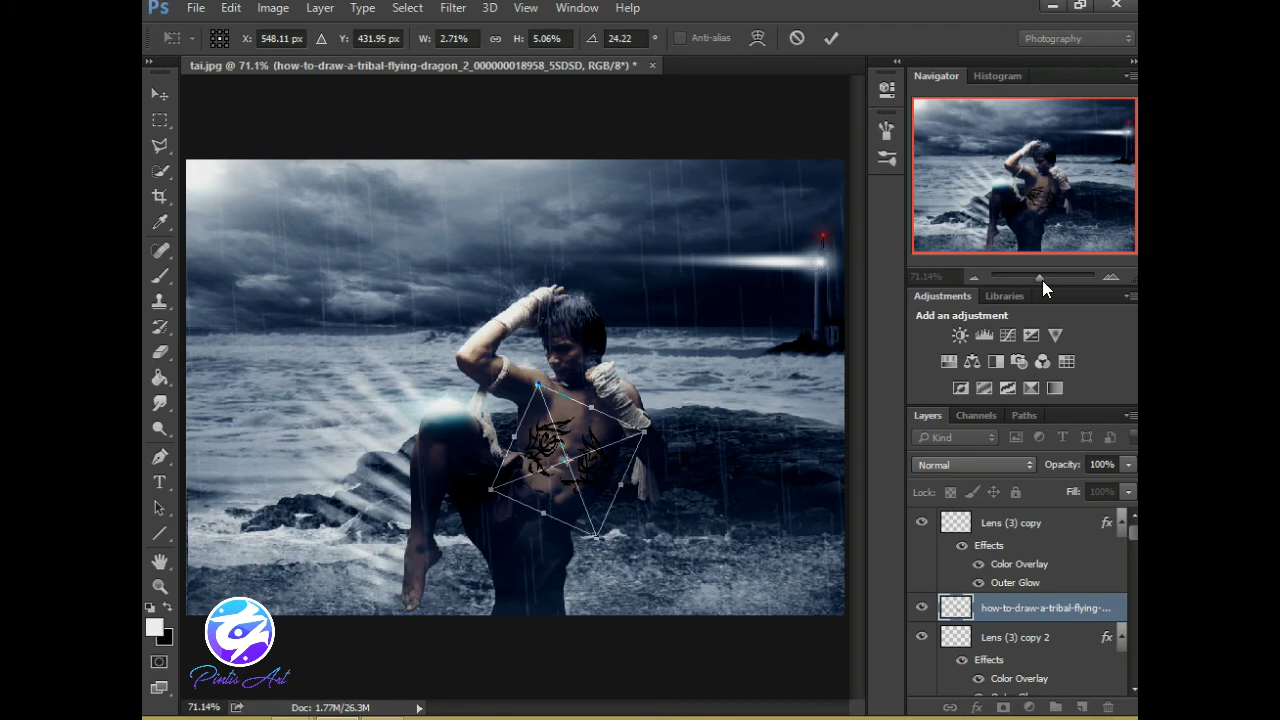 Ps File Edit Image Layer Type Select Filter 3D View Window Help
X: 548.11 px Y: 431.95 px W: 2.71% H: 5.06% 24.22 ° Anti-alias Photography
tai.jpg @ 71.1% (how-to-draw-a-tribal-flying-dragon_2_000000018958_5SDSD, RGB/8*) *
Navigator Histogram
71.14%
Adjustments Libraries
Add an adjustment
Layers Channels Paths
Kind
Normal Opacity: 100%
Lock: Fill: 100%
Lens (3) copy fx
Effects
Color Overlay
Outer Glow
how-to-draw-a-tribal-flying-...
Lens (3) copy 2 fx
Effects
Color Overlay
Pintis Art
71.14% Doc: 1.77M/26.3M
fx